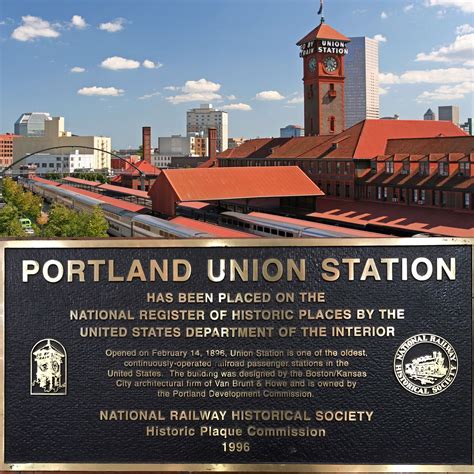 GO BY
UNION
TRAIN STATION
PORTLAND UNION STATION
HAS BEEN PLACED ON THE
NATIONAL REGISTER OF HISTORIC PLACES BY THE
UNITED STATES DEPARTMENT OF THE INTERIOR
Opened on February 14, 1896, Union Station is one of the oldest,
continuously-operated railroad passenger stations in the
United States. The building was designed by the Boston/Kansas
City architectural firm of Van Brunt & Howe and is owned by
the Portland Development Commission.
NATIONAL RAILWAY HISTORICAL SOCIETY
Historic Plaque Commission
1996
NATIONAL RAILWAY
HISTORICAL SOCIETY